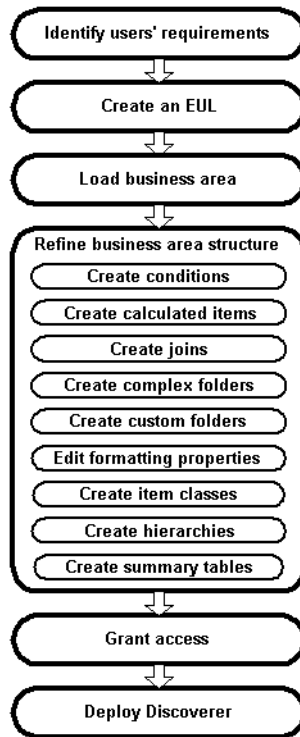 Identify users' requirements
Create an EUL
Load business area
Refine business area structure
Create conditions
Create calculated items
Create joins
Create complex folders
Create custom folders
Edit formatting properties
Create item classes
Create hierarchies
Create summary tables
Grant access
Deploy Discoverer